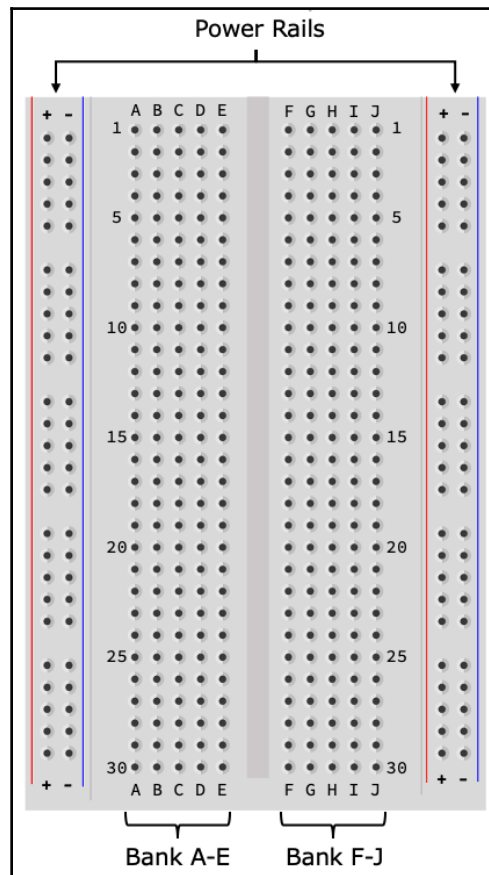 Power Rails
+ - A B C D E F G H I J + -
1 1
5 5
10 10
15 15
20 20
25 25
30 30
+ - A B C D E F G H I J + -
Bank A-E Bank F-J